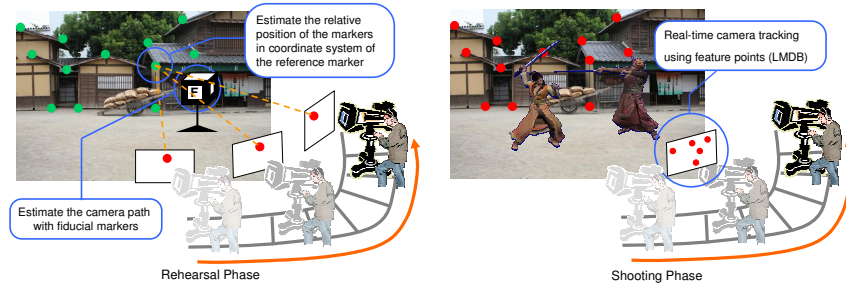 Estimate the relative
position of the markers
in coordinate system of
the reference marker
F
Estimate the camera path
with fiducial markers
Rehearsal Phase
Real-time camera tracking
using feature points (LMDB)
Shooting Phase